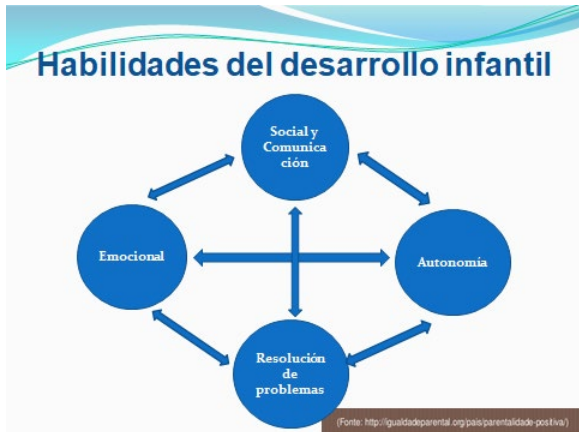 Habilidades del desarrollo infantil
Social y
Comunica
ción
Emocional
Autonomía
Resolución
de
problemas
(Fonte: http://igualdadeparental.org/pais/parentalidade-positiva/)